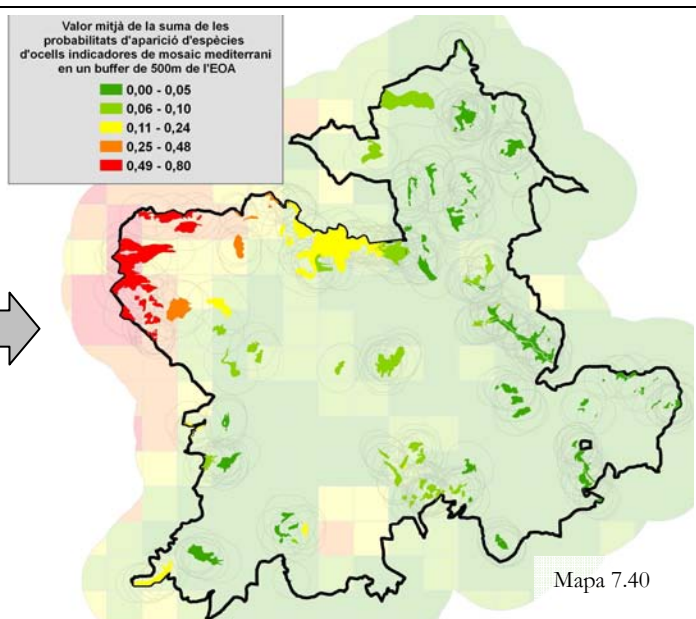 Valor mitjà de la suma de les
probabilitats d'aparició d'espècies
d'ocells indicadores de mosaic mediterrani
en un buffer de 500m de l'EOA
0,00 - 0,05
0,06 - 0,10
0,11 - 0,24
0,25 - 0,48
0,49 - 0,80
Mapa 7.40